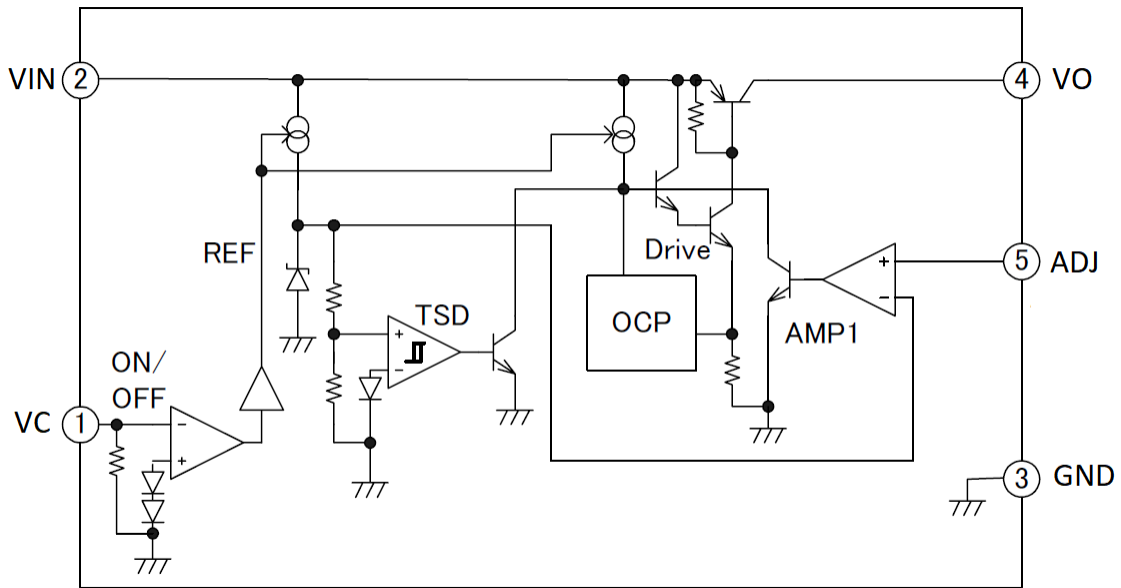 VIN 2
4 VO
REF
Drive
5 ADJ
TSD
OCP
AMP1
+
−
+
−
ON/
OFF
VC 1
−
+
3 GND